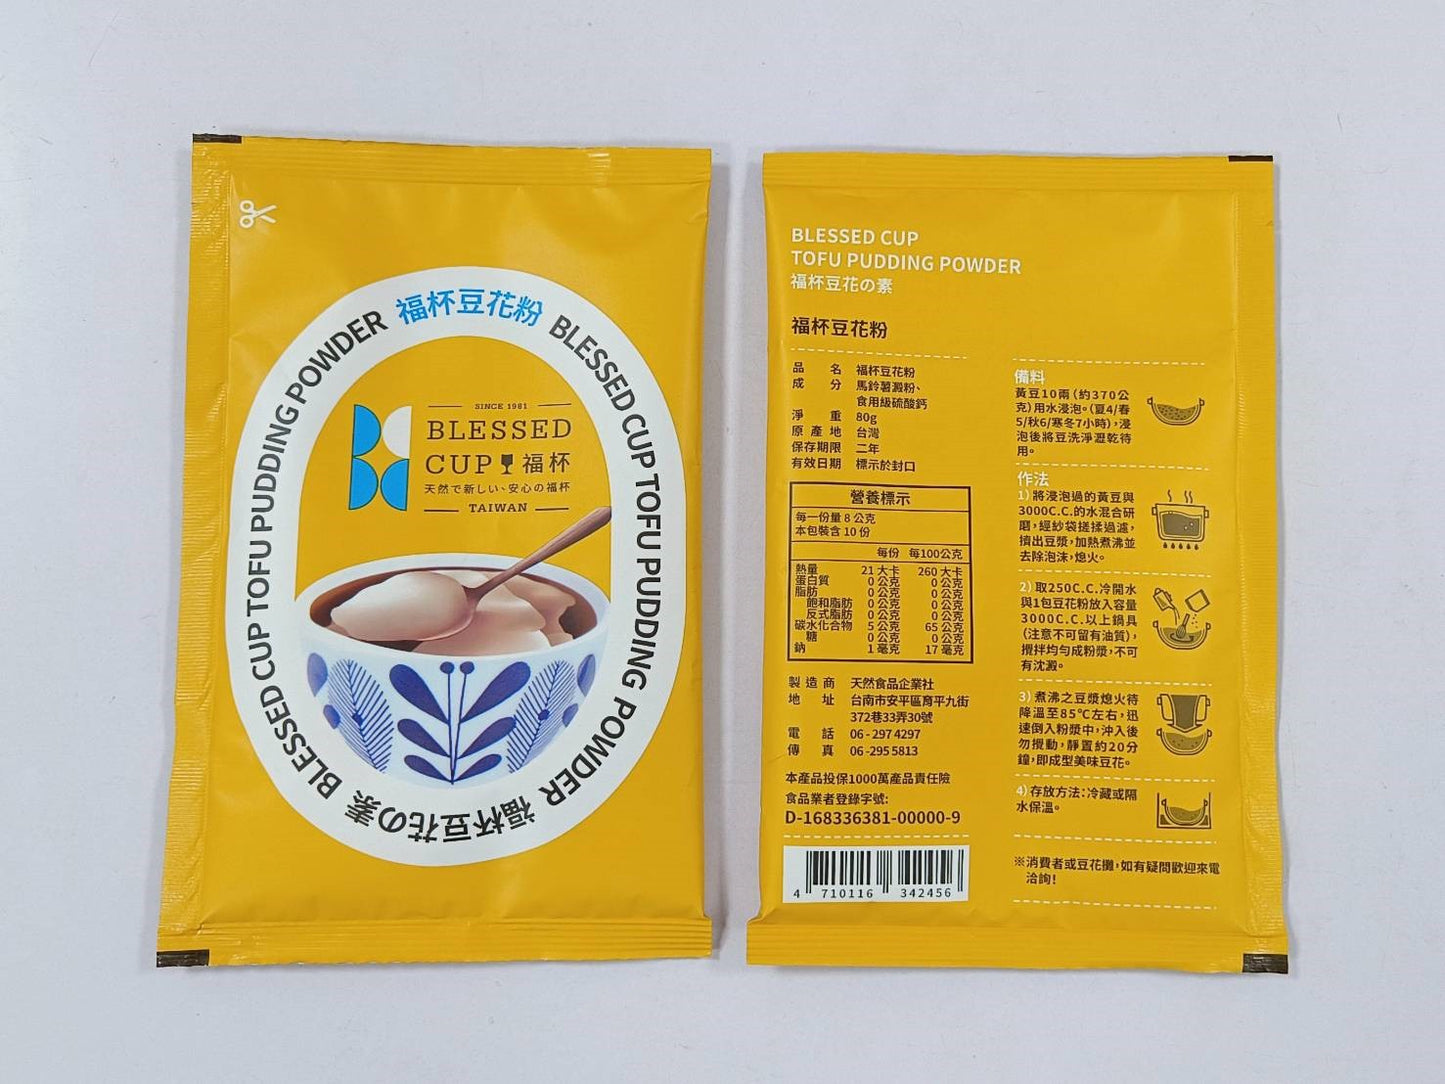 福杯豆花粉
BLESSED CUP TOFU PUDDING POWDER
福杯豆花の素
BLESSED CUP TOFU PUDDING POWDER
SINCE 1981
BLESSED
CUP 福杯
天然で新しい、安心の福杯
TAIWAN
BLESSED CUP
TOFU PUDDING POWDER
福杯豆花の素
福杯豆花粉
品名 福杯豆花粉
成分 馬鈴薯澱粉、
食用級硫酸鈣
淨重 80g
原產地 台灣
保存期限 二年
有效日期 標示於封口
營養標示
每一份量 8 公克
本包裝含 10 份
每份 每100公克
熱量 21 大卡 260 大卡
蛋白質 0 公克 0 公克
脂肪 0 公克 0 公克
飽和脂肪 0 公克 0 公克
反式脂肪 0 公克 0 公克
碳水化合物 5 公克 65 公克
糖 0 公克 0 公克
鈉 1 毫克 17 毫克
製造商 天然食品企業社
地址 台南市安平區育平九街
372巷33弄30號
電話 06-297 4297
傳真 06-295 5813
本產品投保1000萬產品責任險
食品業者登錄字號:
D-168336381-00000-9
4 710116 342456
備料
黃豆10兩(約370公
克)用水浸泡。(夏4/春
5/秋6/寒冬7小時),浸
泡後將豆洗淨瀝乾待
用。
作法
1) 將浸泡過的黃豆與
3000C.C.的水混合研
磨,經紗袋搓揉過濾,
擠出豆漿,加熱煮沸並
去除泡沫,熄火。
2) 取250C.C.冷開水
與1包豆花粉放入容量
3000C.C.以上鍋具
(注意不可留有油質),
攪拌均勻成粉漿,不可
有沈澱。
3) 煮沸之豆漿熄火待
降溫至85℃左右,迅
速倒入粉漿中,沖入後
勿攪動,靜置約20分
鐘,即成型美味豆花。
4) 存放方法:冷藏或隔
水保溫。
※消費者或豆花攤,如有疑問歡迎來電
洽詢!